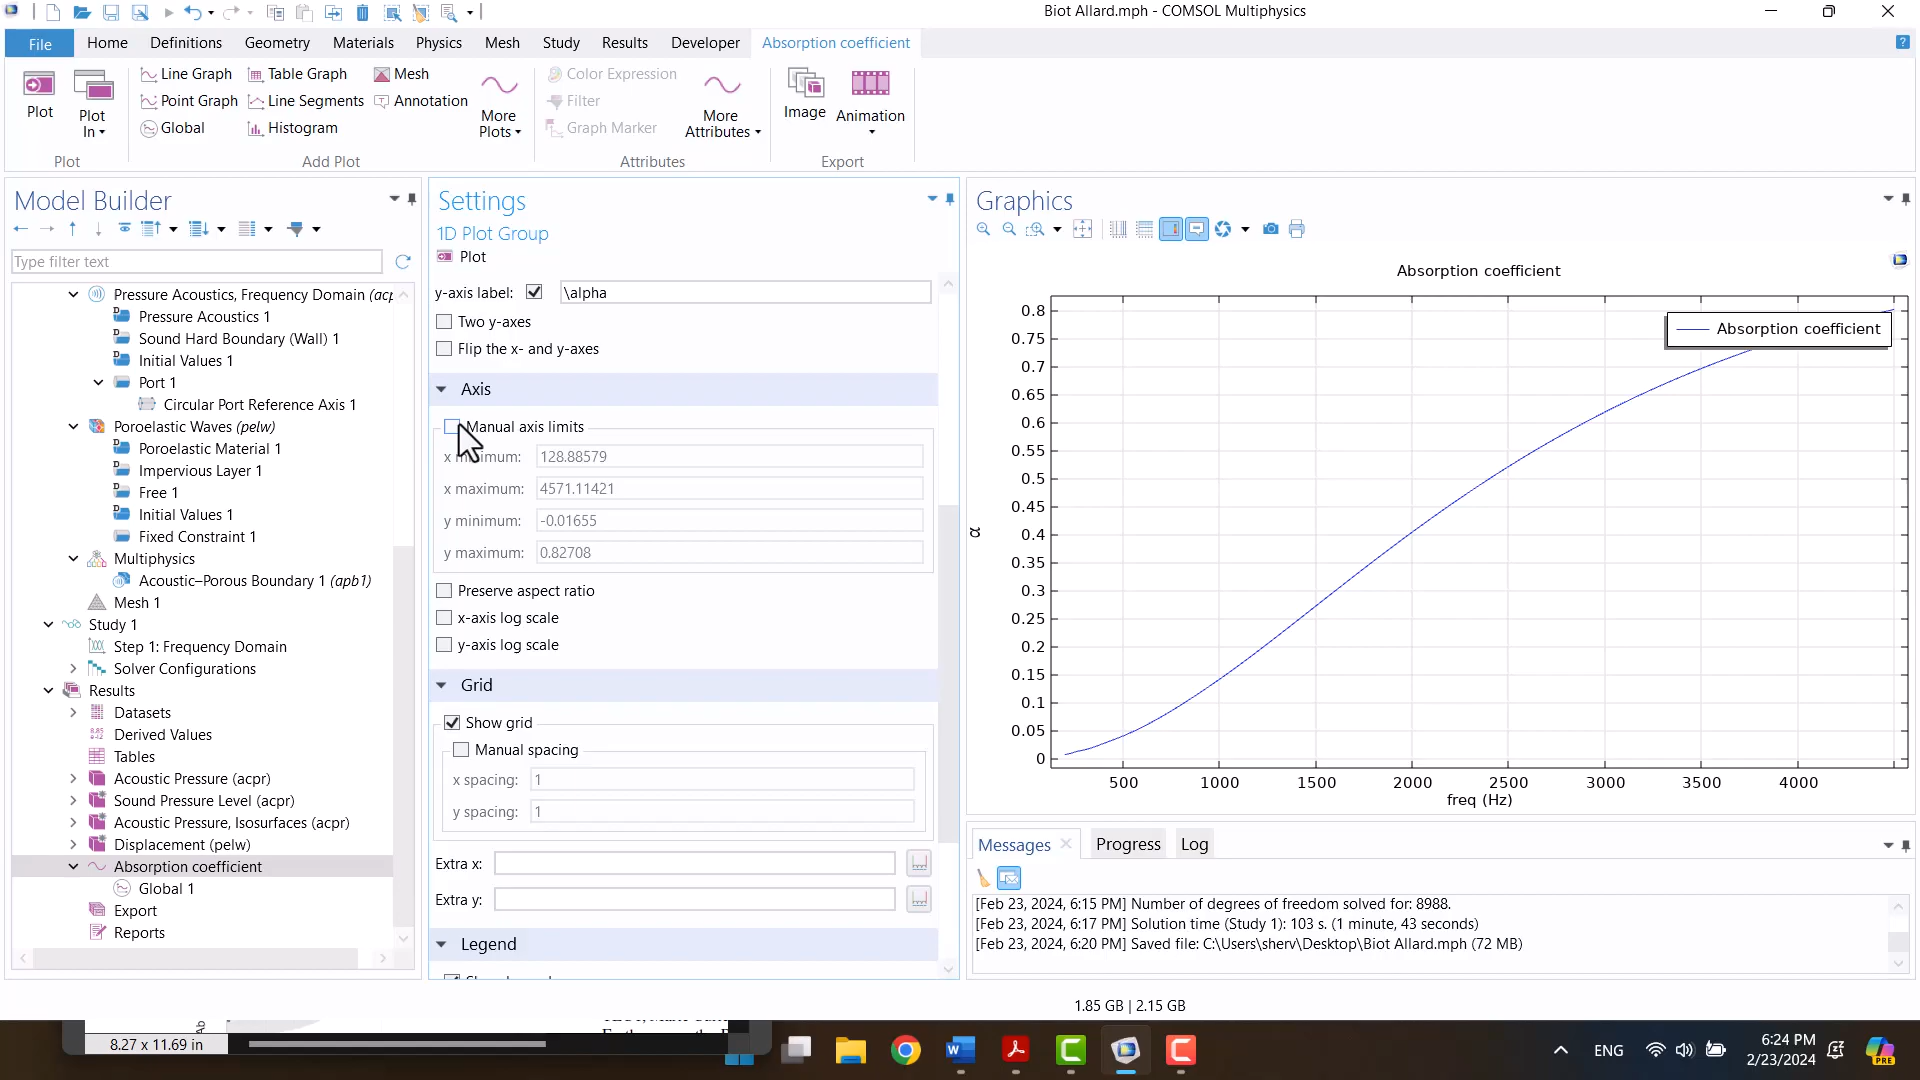 Biot Allard.mph - COMSOL Multiphysics
File
Home
Definitions
Geometry
Materials
Physics
Mesh
Study
Results
Developer
Absorption coefficient
Plot
Plot
In
Line Graph
Point Graph
Global
Table Graph
Line Segments
Histogram
Mesh
Annotation
More
Plots
Color Expression
Filter
Graph Marker
More
Attributes
Image
Animation
Plot
Add Plot
Attributes
Export
Model Builder
Type filter text
Pressure Acoustics, Frequency Domain (acp
Pressure Acoustics 1
Sound Hard Boundary (Wall) 1
Initial Values 1
Port 1
Circular Port Reference Axis 1
Poroelastic Waves (pelw)
Poroelastic Material 1
Impervious Layer 1
Free 1
Initial Values 1
Fixed Constraint 1
Multiphysics
Acoustic–Porous Boundary 1 (apb1)
Mesh 1
Study 1
Step 1: Frequency Domain
Solver Configurations
Results
Datasets
Derived Values
Tables
Acoustic Pressure (acpr)
Sound Pressure Level (acpr)
Acoustic Pressure, Isosurfaces (acpr)
Displacement (pelw)
Absorption coefficient
Global 1
Export
Reports
Settings
1D Plot Group
Plot
y-axis label: \alpha
Two y-axes
Flip the x- and y-axes
Axis
Manual axis limits
x minimum: 128.88579
x maximum: 4571.11421
y minimum: -0.01655
y maximum: 0.82708
Preserve aspect ratio
x-axis log scale
y-axis log scale
Grid
Show grid
Manual spacing
x spacing: 1
y spacing: 1
Extra x:
Extra y:
Legend
Graphics
Absorption coefficient
Absorption coefficient
0.8
0.75
0.7
0.65
0.6
0.55
0.5
0.45
0.4
0.35
0.3
0.25
0.2
0.15
0.1
0.05
0
α
500 1000 1500 2000 2500 3000 3500 4000
freq (Hz)
Messages
Progress
Log
[Feb 23, 2024, 6:15 PM] Number of degrees of freedom solved for: 8988.
[Feb 23, 2024, 6:17 PM] Solution time (Study 1): 103 s. (1 minute, 43 seconds)
[Feb 23, 2024, 6:20 PM] Saved file: C:\Users\sherv\Desktop\Biot Allard.mph (72 MB)
1.85 GB | 2.15 GB
Ab
8.27 x 11.69 in
ENG
6:24 PM
2/23/2024
PRE